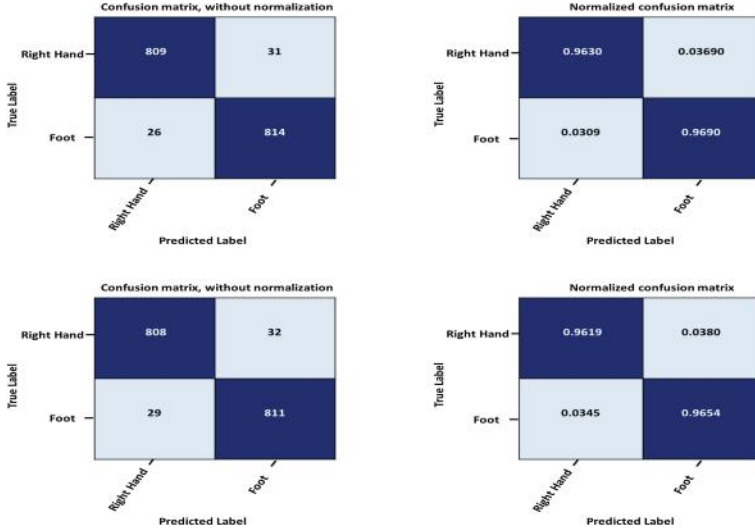 Confusion matrix, without normalization
Right Hand
809
31
True Label
Foot
26
814
Right Hand
Foot
Predicted Label
Normalized confusion matrix
Right Hand
0.9630
0.03690
True Label
Foot
0.0309
0.9690
Right Hand
Foot
Predicted Label
Confusion matrix, without normalization
Right Hand
808
32
True Label
Foot
29
811
Right Hand
Foot
Predicted Label
Normalized confusion matrix
Right Hand
0.9619
0.0380
True Label
Foot
0.0345
0.9654
Right Hand
Foot
Predicted Label